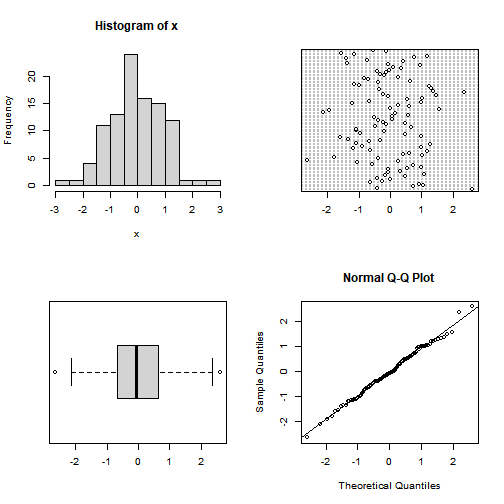 Histogram of x
Frequency
0 5 10 15 20
-3 -2 -1 0 1 2 3
x
-2 -1 0 1 2
-2 -1 0 1 2
Normal Q-Q Plot
Sample Quantiles
-2 -1 0 1 2
-2 -1 0 1 2
Theoretical Quantiles